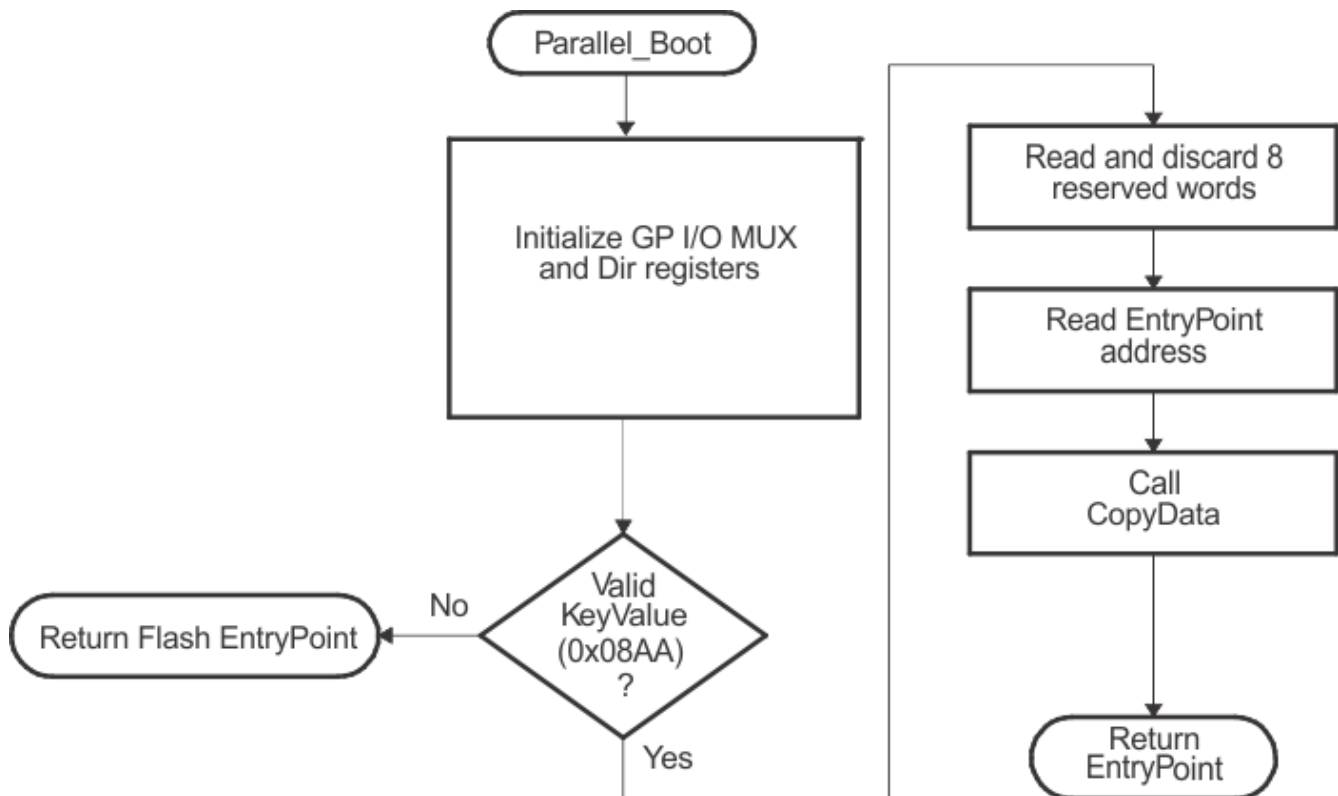 Parallel_Boot
Initialize GP I/O MUX
and Dir registers
Valid
KeyValue
(0x08AA)
?
No
Return Flash EntryPoint
Yes
Read and discard 8
reserved words
Read EntryPoint
address
Call
CopyData
Return
EntryPoint